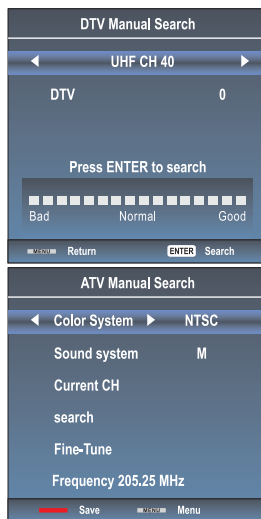 DTV Manual Search
UHF CH 40
DTV 0
Press ENTER to search
Bad Normal Good
MENU Return ENTER Search
ATV Manual Search
Color System NTSC
Sound system M
Current CH
search
Fine-Tune
Frequency 205.25 MHz
Save MENU Menu